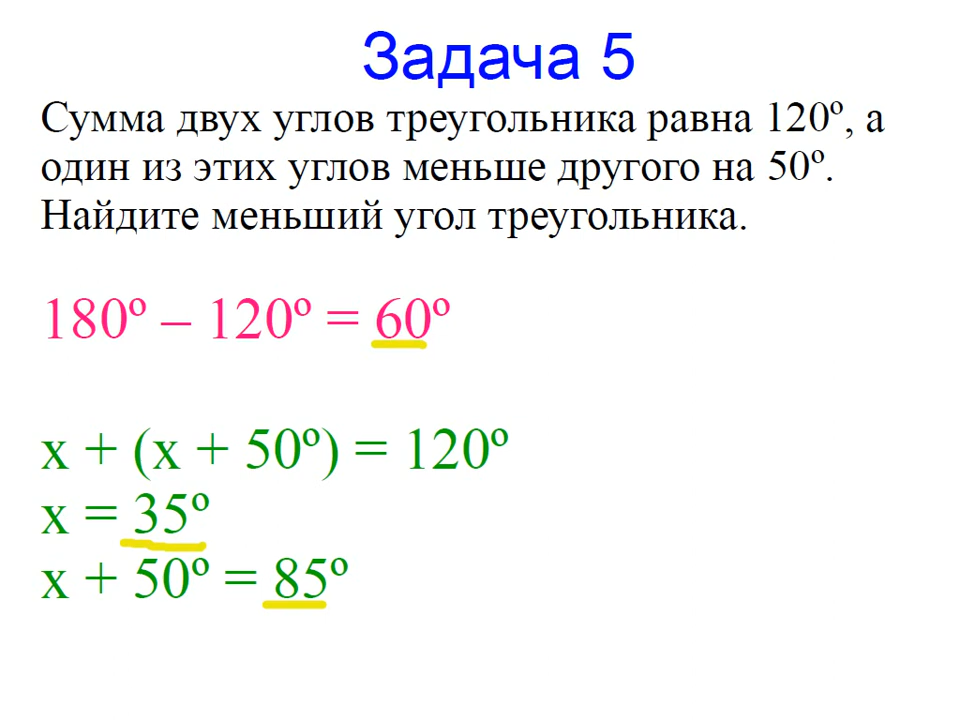 Задача 5
Сумма двух углов треугольника равна 120º, а
один из этих углов меньше другого на 50º.
Найдите меньший угол треугольника.
180º – 120º = 60º
х + (х + 50º) = 120º
х = 35º
х + 50º = 85º